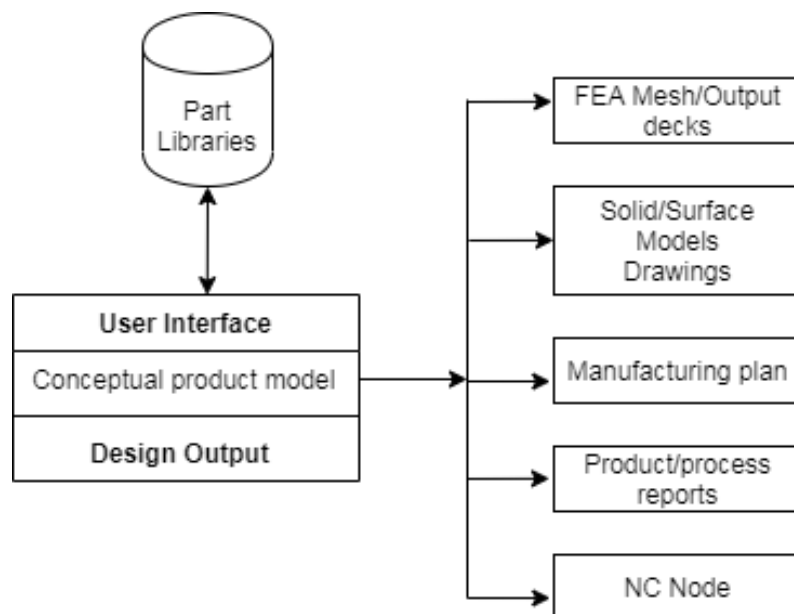 Part
Libraries
User Interface
Conceptual product model
Design Output
FEA Mesh/Output
decks
Solid/Surface
Models
Drawings
Manufacturing plan
Product/process
reports
NC Node